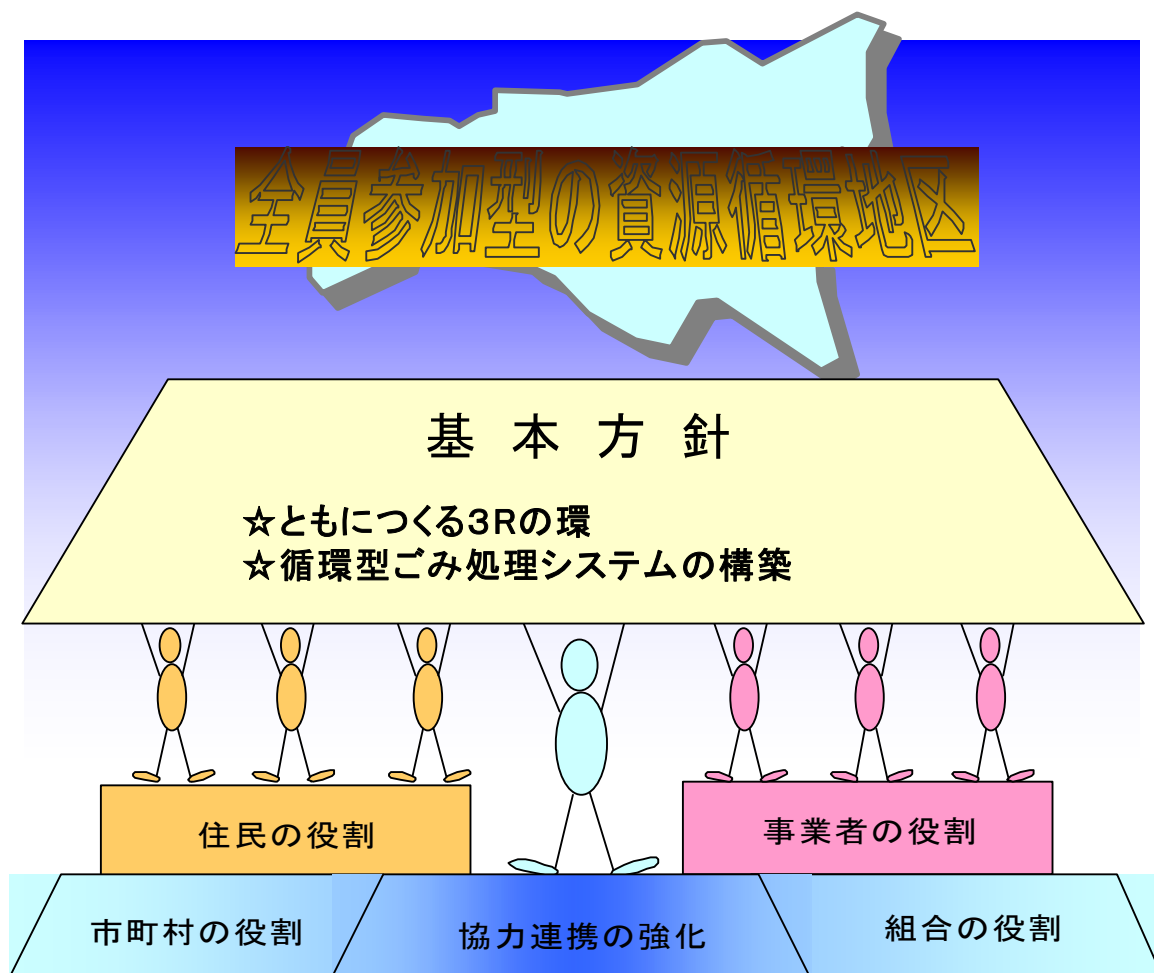 全員参加型の資源循環地区
基本方針
☆ともにつくる3Rの環
☆循環型ごみ処理システムの構築
住民の役割
事業者の役割
市町村の役割
協力連携の強化
組合の役割